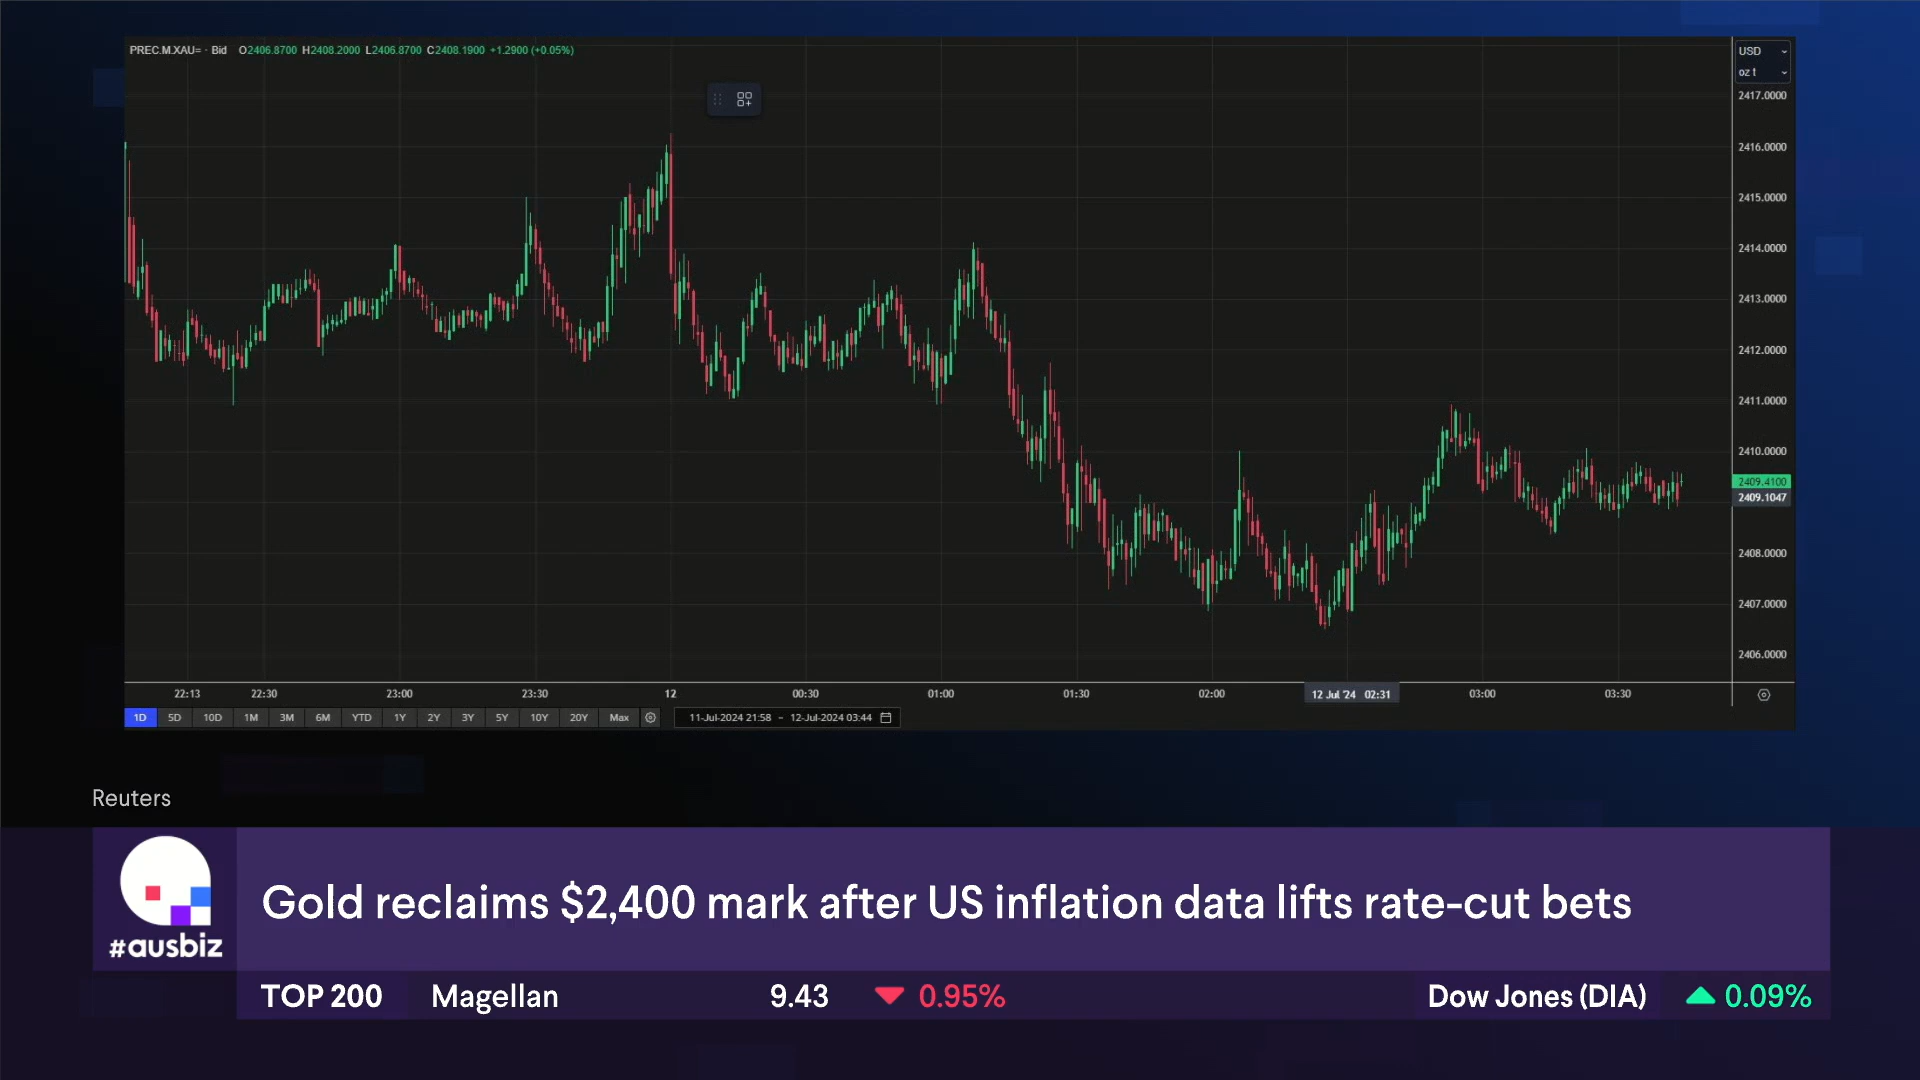 PREC.M.XAU= · Bid O2406.8700 H2408.2000 L2406.8700 C2408.1900 +1.2900 (+0.05%)
USD
oz t
2417.0000
2416.0000
2415.0000
2414.0000
2413.0000
2412.0000
2411.0000
2410.0000
2409.4100
2409.1047
2408.0000
2407.0000
2406.0000
22:13 22:30 23:00 23:30 12 00:30 01:00 01:30 02:00 12 Jul '24 02:31 03:00 03:30
1D 5D 10D 1M 3M 6M YTD 1Y 2Y 3Y 5Y 10Y 20Y Max 11-Jul-2024 21:58 – 12-Jul-2024 03:44
Reuters
Gold reclaims $2,400 mark after US inflation data lifts rate-cut bets
#ausbiz
TOP 200 Magellan 9.43 0.95% Dow Jones (DIA) 0.09%